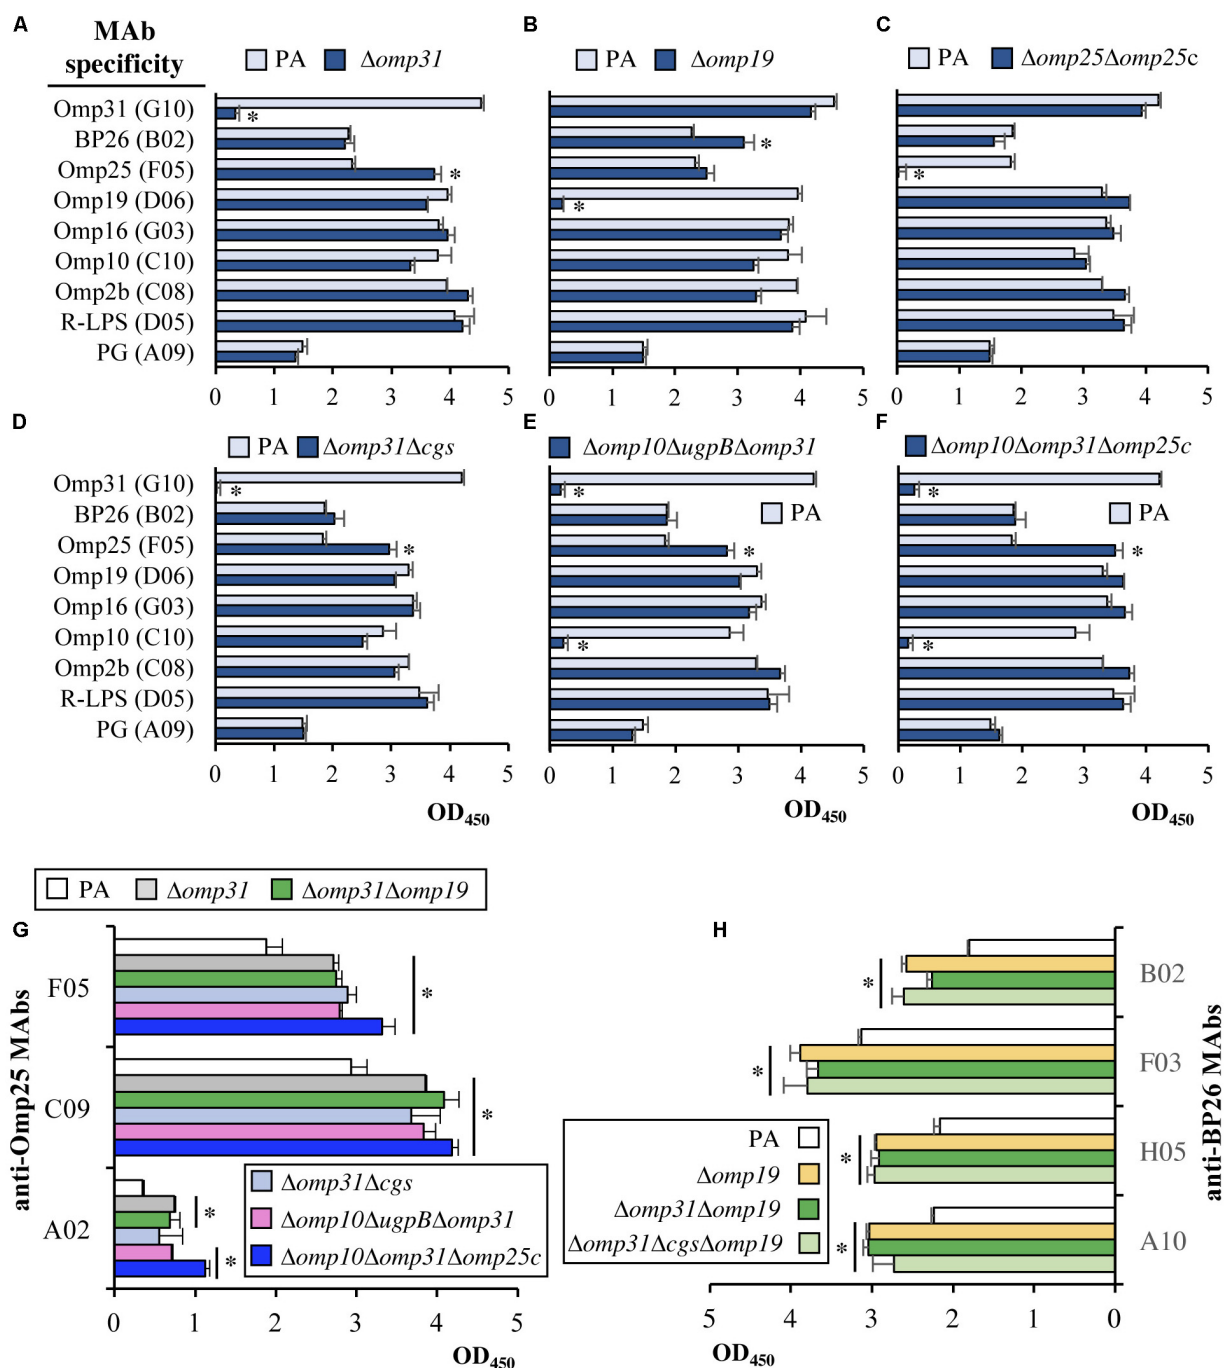 A
MAb
specificity
PA Δomp31
B
PA Δomp19
C
PA Δomp25Δomp25c
Omp31 (G10)
*
BP26 (B02)
*
Omp25 (F05)
*
*
Omp19 (D06)
*
Omp16 (G03)
Omp10 (C10)
Omp2b (C08)
R-LPS (D05)
PG (A09)
0 1 2 3 4 5
0 1 2 3 4 5
0 1 2 3 4 5
D
PA Δomp31Δcgs
E
Δomp10ΔugpBΔomp31
PA
F
Δomp10Δomp31Δomp25c
PA
Omp31 (G10)
* * *
BP26 (B02)
Omp25 (F05)
* * *
Omp19 (D06)
Omp16 (G03)
Omp10 (C10)
* *
Omp2b (C08)
R-LPS (D05)
PG (A09)
0 1 2 3 4 5
0 1 2 3 4 5
0 1 2 3 4 5
OD450
OD450
OD450
PA Δomp31 Δomp31Δomp19
G
anti-Omp25 MAbs
F05
*
C09
*
A02
*
*
Δomp31Δcgs
Δomp10ΔugpBΔomp31
Δomp10Δomp31Δomp25c
0 1 2 3 4 5
OD450
H
anti-BP26 MAbs
B02
*
F03
*
H05
*
A10
*
PA
Δomp19
Δomp31Δomp19
Δomp31ΔcgsΔomp19
5 4 3 2 1 0
OD450